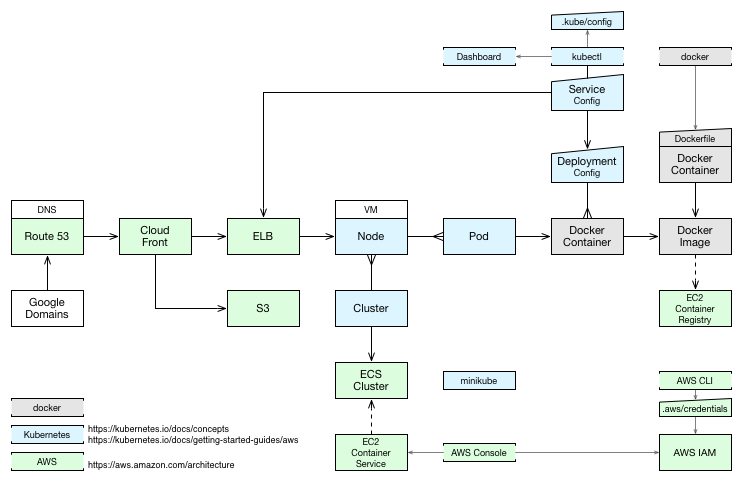 .kube/config
Dashboard
kubectl
docker
Service
Config
Dockerfile
Docker
Container
Deployment
Config
DNS
Route 53
Cloud
Front
ELB
VM
Node
Pod
Docker
Container
Docker
Image
Google
Domains
S3
Cluster
EC2
Container
Registry
ECS
Cluster
minikube
AWS CLI
.aws/credentials
docker
Kubernetes
https://kubernetes.io/docs/concepts
https://kubernetes.io/docs/getting-started-guides/aws
AWS
https://aws.amazon.com/architecture
EC2
Container
Service
AWS Console
AWS IAM